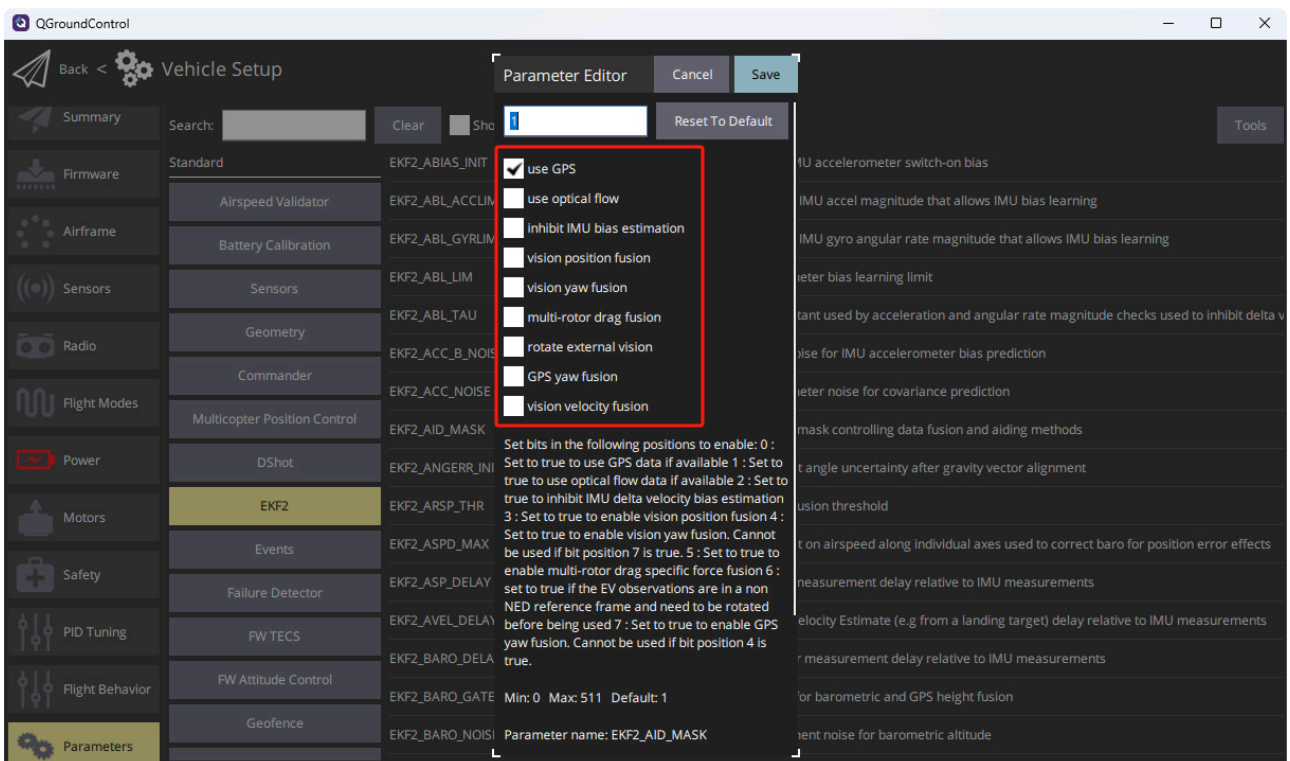 QGroundControl
Back < Vehicle Setup
Summary
Firmware
Airframe
Sensors
Radio
Flight Modes
Power
Motors
Safety
PID Tuning
Flight Behavior
Parameters
Search:
Clear
Sho
Tools
Standard
Airspeed Validator
Battery Calibration
Sensors
Geometry
Commander
Multicopter Position Control
DShot
EKF2
Events
Failure Detector
FW TECS
FW Attitude Control
Geofence
EKF2_ABIAS_INIT
EKF2_ABL_ACCLIM
EKF2_ABL_GYRLIM
EKF2_ABL_LIM
EKF2_ABL_TAU
EKF2_ACC_B_NOIS
EKF2_ACC_NOISE
EKF2_AID_MASK
EKF2_ANGERR_INI
EKF2_ARSP_THR
EKF2_ASPD_MAX
EKF2_ASP_DELAY
EKF2_AVEL_DELAY
EKF2_BARO_DELA
EKF2_BARO_GATE
EKF2_BARO_NOIS
Parameter Editor
Cancel
Save
1
Reset To Default
use GPS
use optical flow
inhibit IMU bias estimation
vision position fusion
vision yaw fusion
multi-rotor drag fusion
rotate external vision
GPS yaw fusion
vision velocity fusion
Set bits in the following positions to enable: 0 :
Set to true to use GPS data if available 1 : Set to
true to use optical flow data if available 2 : Set to
true to inhibit IMU delta velocity bias estimation
3 : Set to true to enable vision position fusion 4 :
Set to true to enable vision yaw fusion. Cannot
be used if bit position 7 is true. 5 : Set to true to
enable multi-rotor drag specific force fusion 6 :
set to true if the EV observations are in a non
NED reference frame and need to be rotated
before being used 7 : Set to true to enable GPS
yaw fusion. Cannot be used if bit position 4 is
true.
Min: 0 Max: 511 Default: 1
Parameter name: EKF2_AID_MASK
IU accelerometer switch-on bias
IMU accel magnitude that allows IMU bias learning
IMU gyro angular rate magnitude that allows IMU bias learning
eter bias learning limit
tant used by acceleration and angular rate magnitude checks used to inhibit delta v
ise for IMU accelerometer bias prediction
eter noise for covariance prediction
mask controlling data fusion and aiding methods
t angle uncertainty after gravity vector alignment
usion threshold
t on airspeed along individual axes used to correct baro for position error effects
measurement delay relative to IMU measurements
elocity Estimate (e.g from a landing target) delay relative to IMU measurements
r measurement delay relative to IMU measurements
or barometric and GPS height fusion
ent noise for barometric altitude